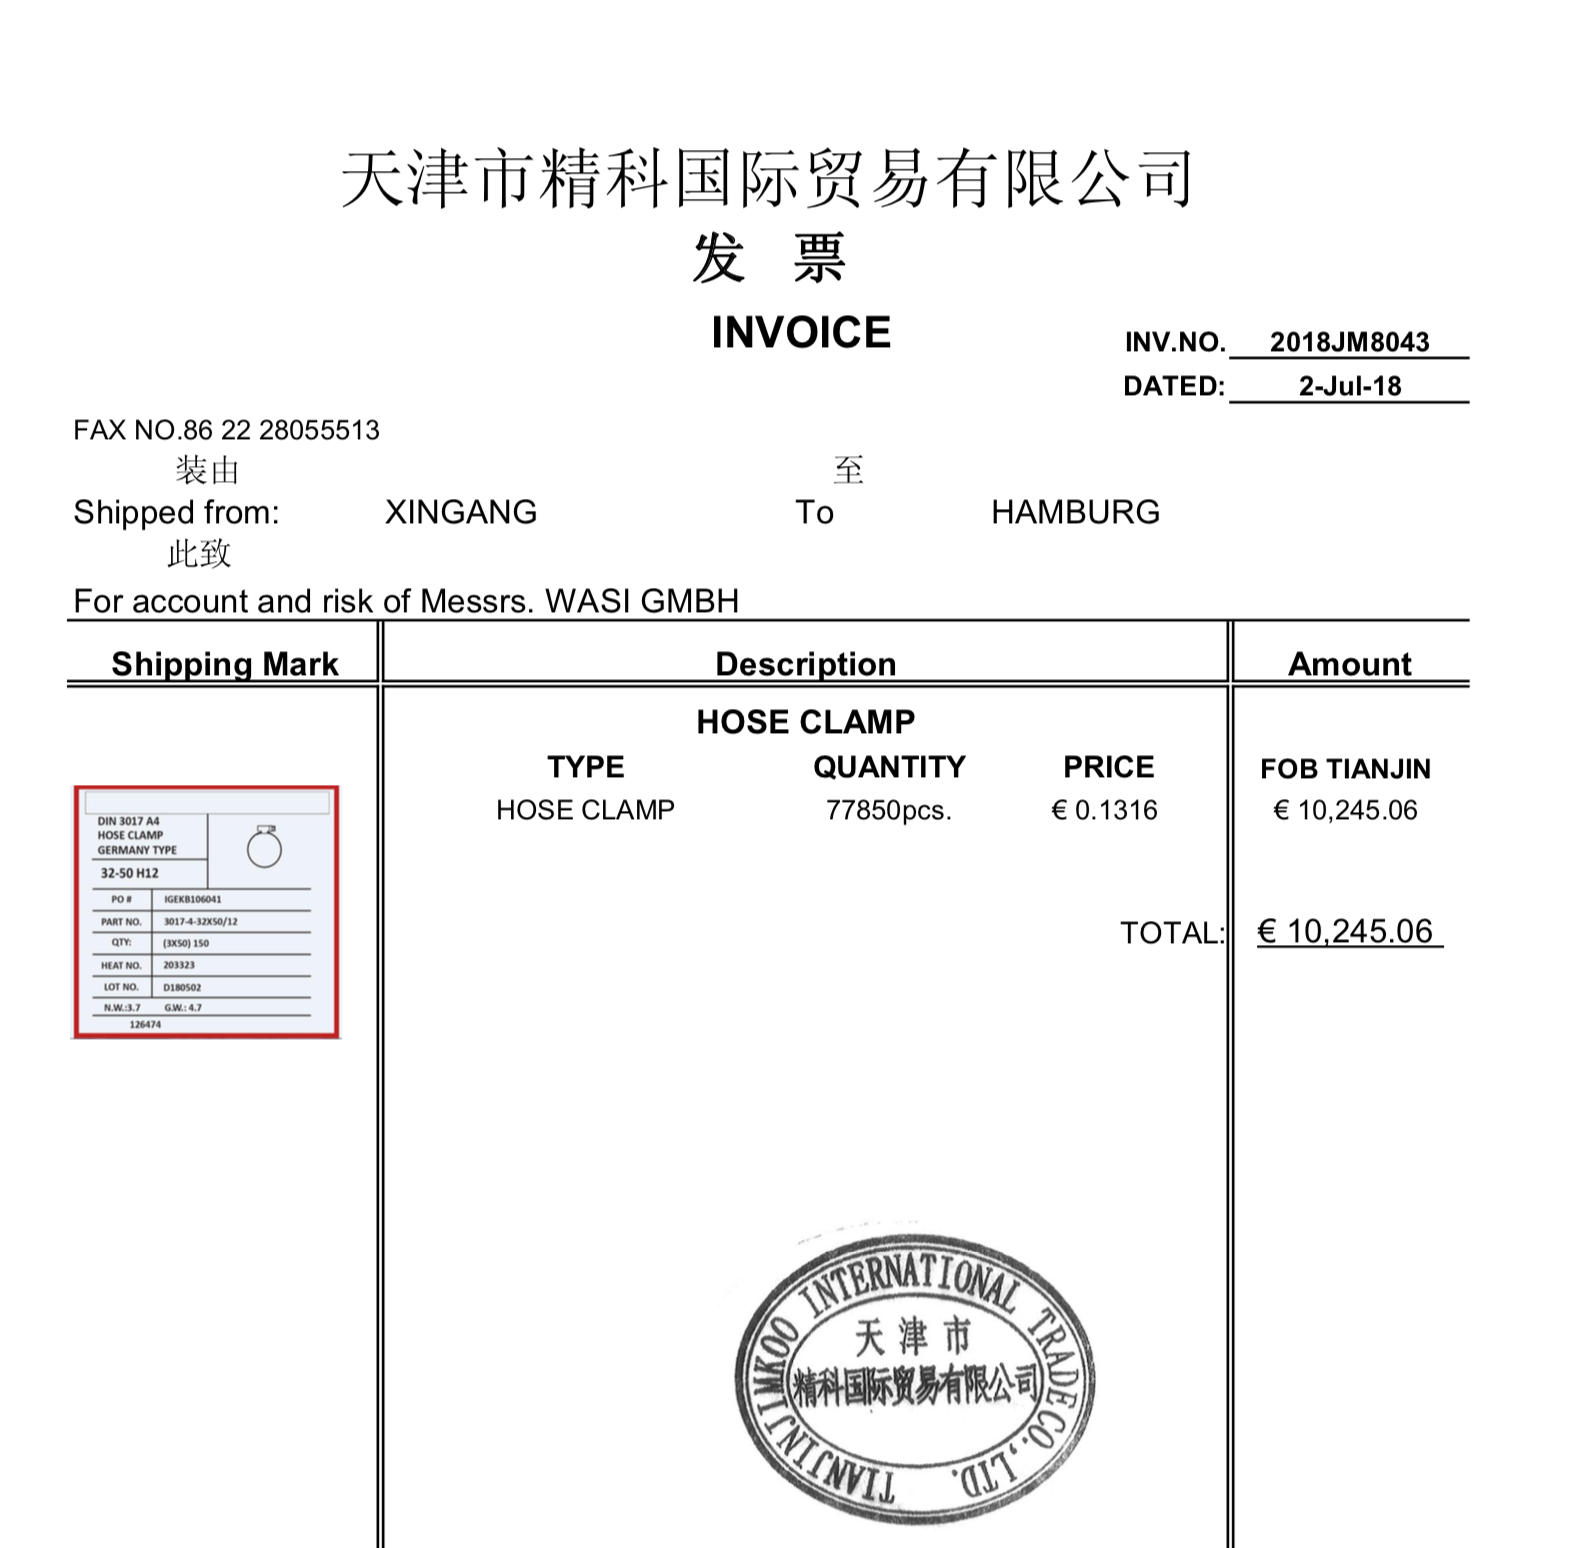 天津市精科国际贸易有限公司
发 票
INVOICE
INV.NO. 2018JM8043
DATED: 2-Jul-18
FAX NO.86 22 28055513
装由 至
Shipped from: XINGANG To HAMBURG
此致
For account and risk of Messrs. WASI GMBH
Shipping Mark Description Amount
HOSE CLAMP
TYPE QUANTITY PRICE FOB TIANJIN
HOSE CLAMP 77850pcs. € 0.1316 € 10,245.06
TOTAL: € 10,245.06
DIN 3017 A4
HOSE CLAMP
GERMANY TYPE
32-50 H12
PO # IGEKB106041
PART NO. 3017-4-32X50/12
QTY: (3X50) 150
HEAT NO. 203323
LOT NO. D180502
N.W.:3.7 G.W.: 4.7
126474
TIANJINJIMKOO INTERNATIONAL TRADE CO., LTD.
天津市
精科国际贸易有限公司